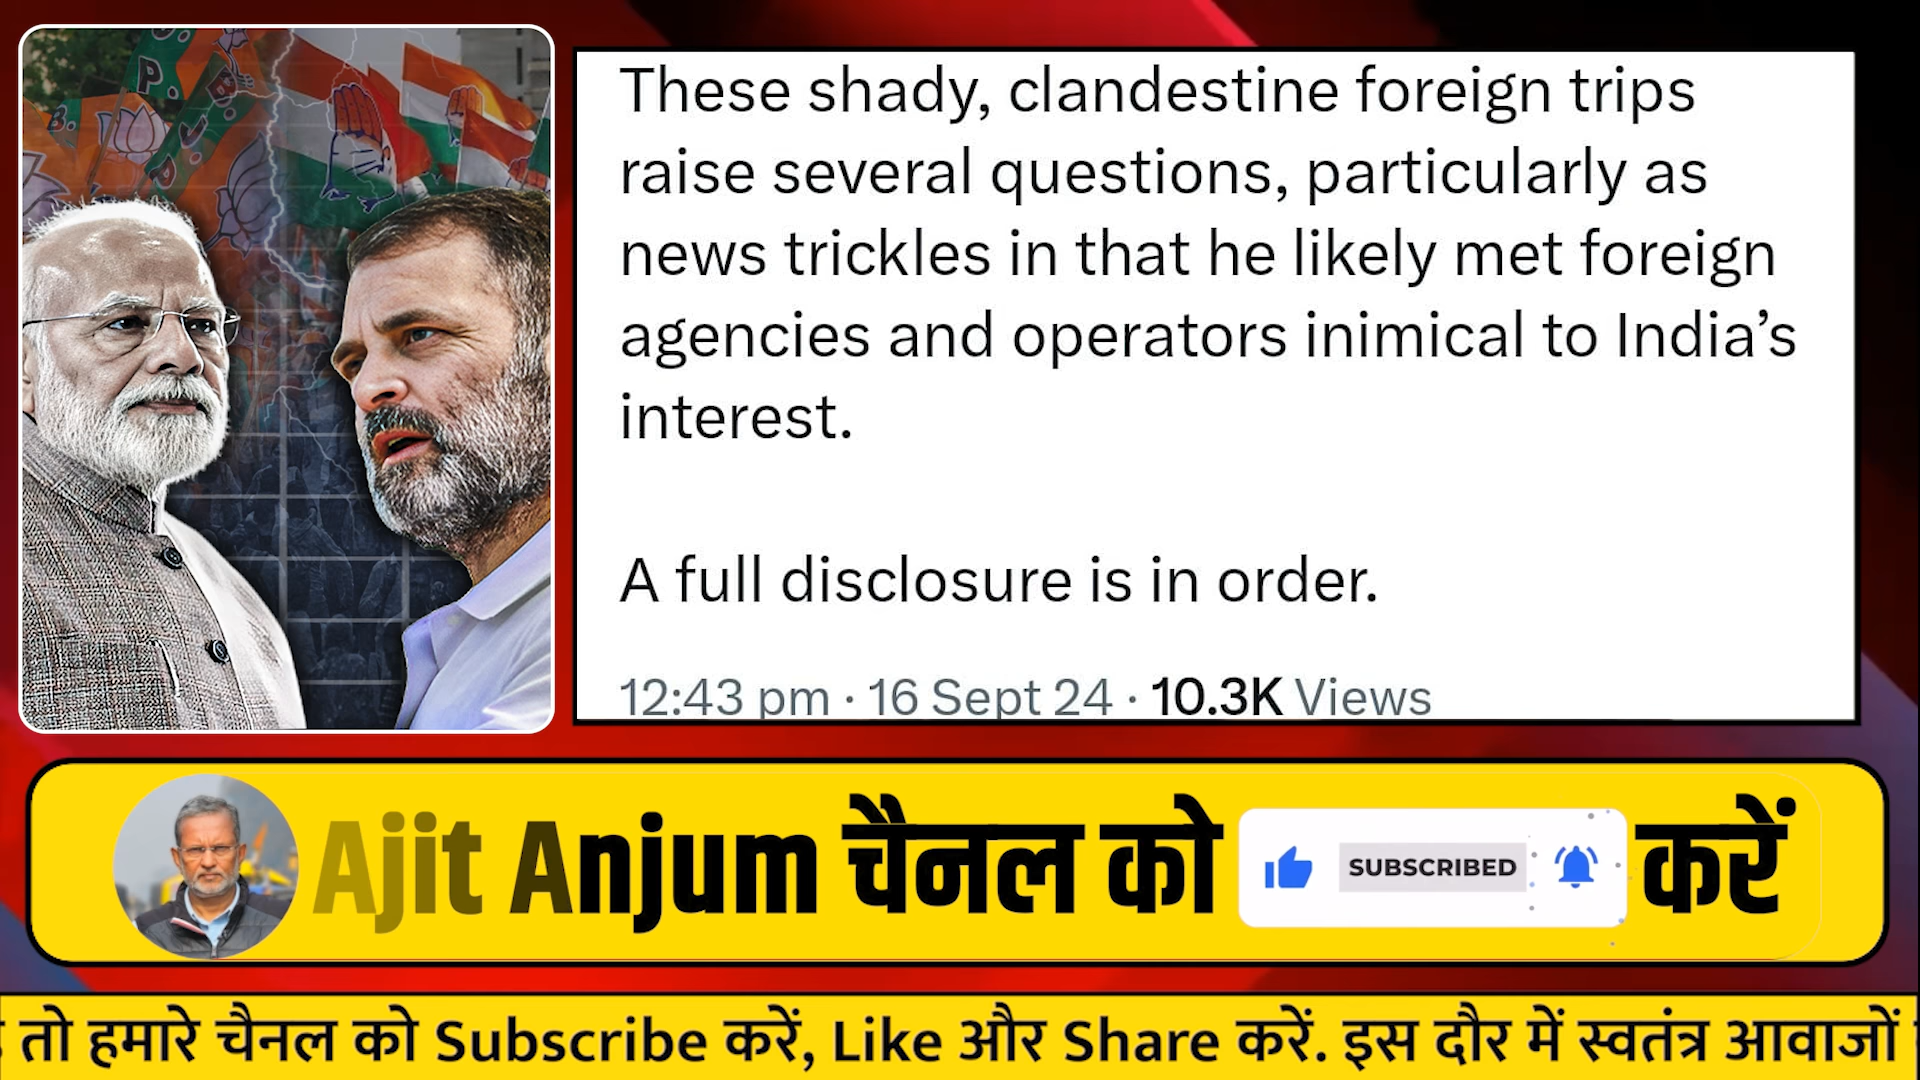 B.
P.
B.
J.
P.
These shady, clandestine foreign trips
raise several questions, particularly as
news trickles in that he likely met foreign
agencies and operators inimical to India’s
interest.
A full disclosure is in order.
12:43 pm · 16 Sept 24 · 10.3K Views
Ajit Anjum चैनल को SUBSCRIBED करें
तो हमारे चैनल को Subscribe करें, Like और Share करें. इस दौर में स्वतंत्र आवाजों